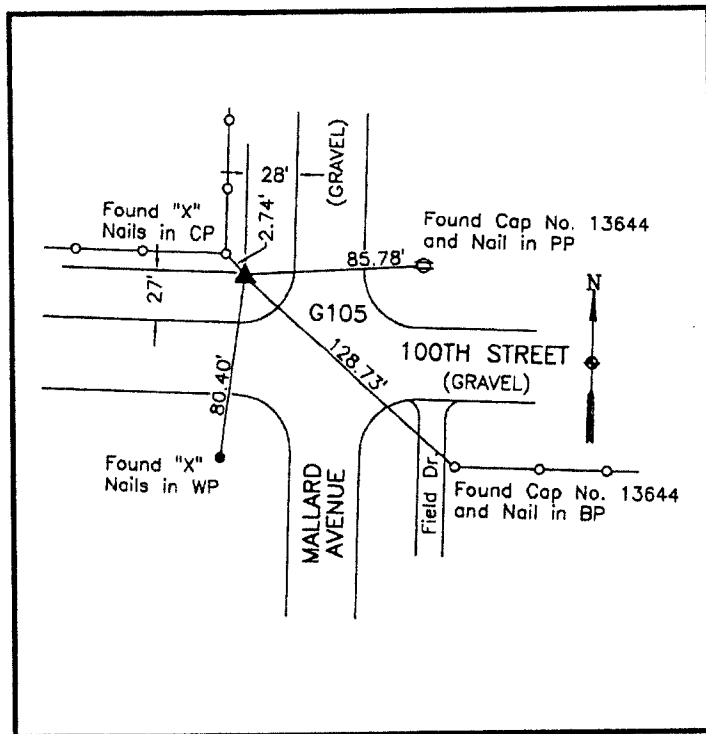 (GRAVEL)
28'
2.74'
Found "X"
Nails in CP
Found Cap No. 13644
and Nail in PP
85.78'
27'
G105
N
100TH STREET
(GRAVEL)
128.73'
80.40'
Found "X"
Nails in WP
MALLARD
AVENUE
Field Dr.
Found Cap No. 13644
and Nail in BP